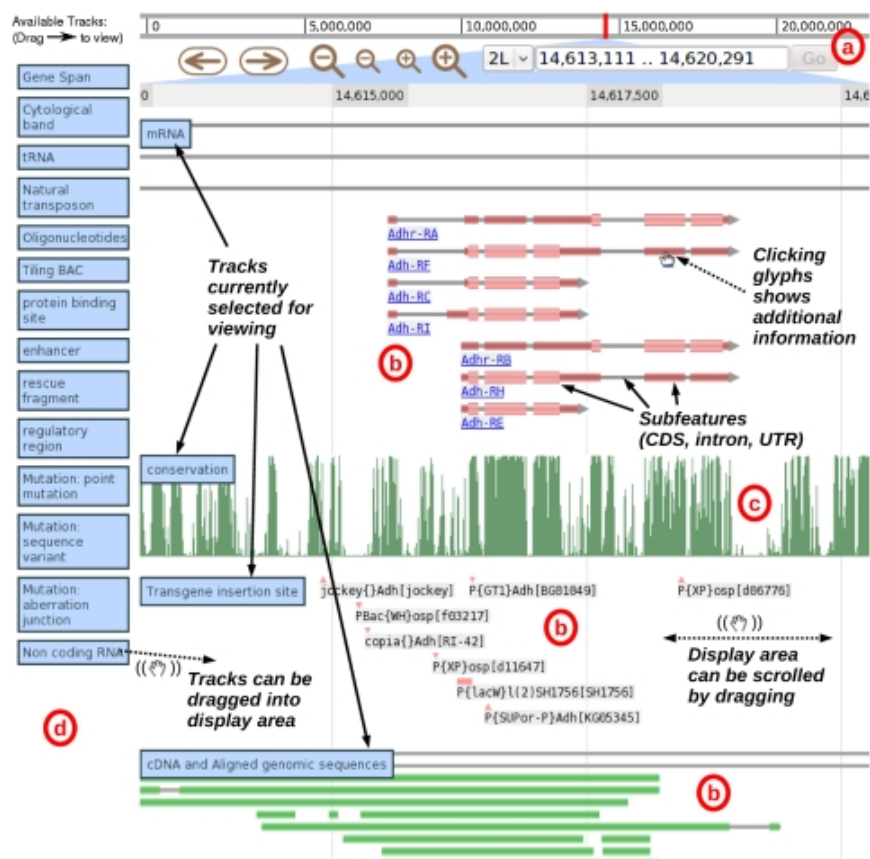 Available Tracks:
(Drag → to view)
0 5,000,000 10,000,000 15,000,000 20,000,000
2L 14,613,111 .. 14,620,291 Go
a
0 14,615,000 14,617,500 14,6
Gene Span
Cytological
band
tRNA
Natural
transposon
Oligonucleotides
Tiling BAC
protein binding
site
enhancer
rescue
fragment
regulatory
region
Mutation: point
mutation
Mutation:
sequence
variant
Mutation:
aberration
junction
Non coding RNA
d
mRNA
Tracks
currently
selected for
viewing
Adhr-RA
Adh-RF
Adh-RC
Adh-RI
Adhr-RB
Adh-RH
Adh-RE
b
Clicking
glyphs
shows
additional
information
Subfeatures
(CDS, intron, UTR)
conservation
c
Transgene insertion site
jockey{}Adh[jockey]
P{GT1}Adh[BG01049]
P{XP}osp[d06776]
PBac{WH}osp[f03217]
copia{}Adh[RI-42]
P{XP}osp[d11647]
P{lacW}l(2)SH1756[SH1756]
P{SUPor-P}Adh[KG05345]
b
(( ))
Display area
can be scrolled
by dragging
(( ))
Tracks can be
dragged into
display area
cDNA and Aligned genomic sequences
b